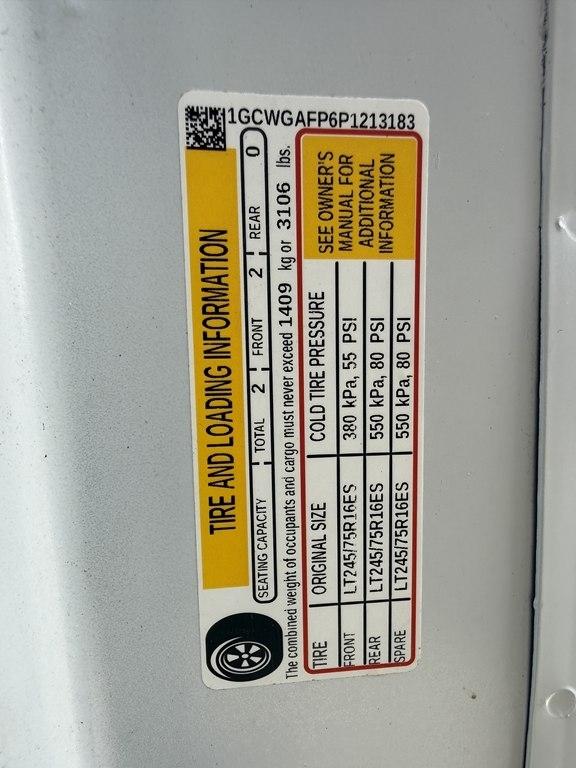 1GCWGAFP6P1213183
TIRE AND LOADING INFORMATION
SEATING CAPACITY TOTAL 2 FRONT 2 REAR 0
The combined weight of occupants and cargo must never exceed 1409 kg or 3106 lbs.
TIRE ORIGINAL SIZE COLD TIRE PRESSURE
FRONT LT245/75R16ES 380 kPa, 55 PSI
REAR LT245/75R16ES 550 kPa, 80 PSI
SPARE LT245/75R16ES 550 kPa, 80 PSI
SEE OWNER'S
MANUAL FOR
ADDITIONAL
INFORMATION